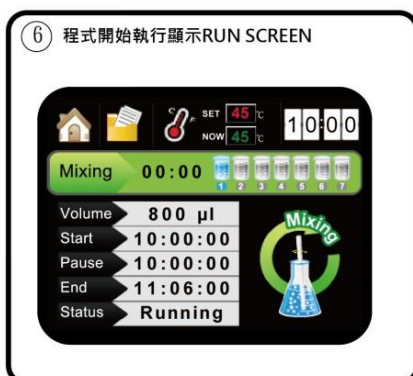 6 程式開始執行顯示RUN SCREEN
°C °F SET 45 °C 10:00
NOW 45 °C
Mixing 00:00
1 2 3 4 5 6 7
Volume 800 µl
Start 10:00:00
Pause 10:00:00
End 11:06:00
Status Running
Mixing